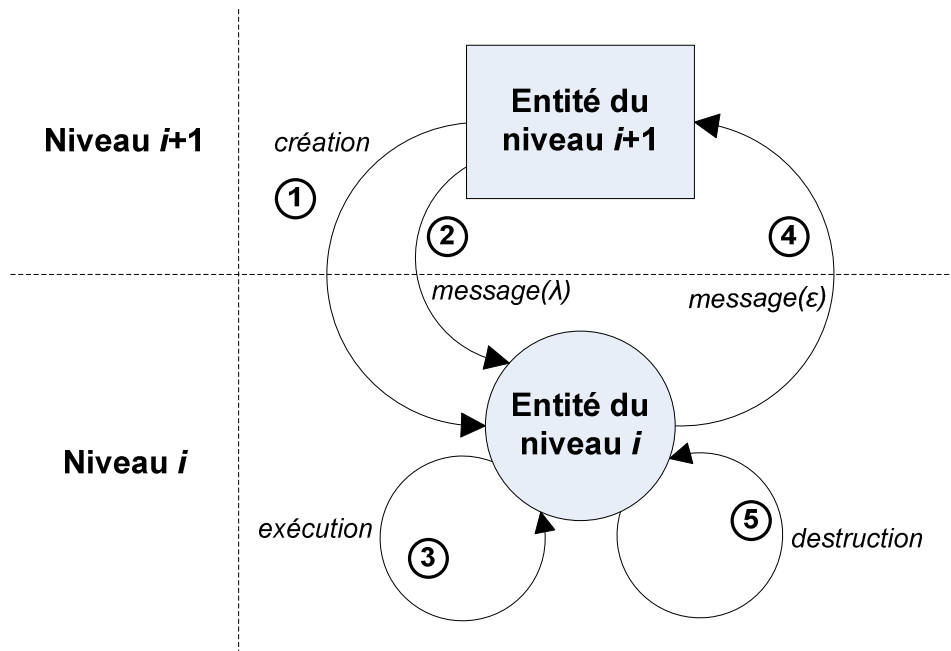 Entité du
niveau i+1
Niveau i+1
création
1
2
4
message(λ)
message(ε)
Entité du
niveau i
Niveau i
exécution
3
5
destruction